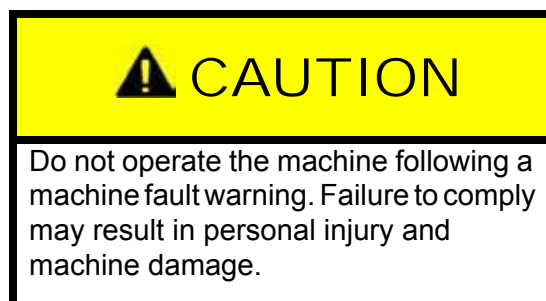 CAUTION
Do not operate the machine following a
machine fault warning. Failure to comply
may result in personal injury and
machine damage.